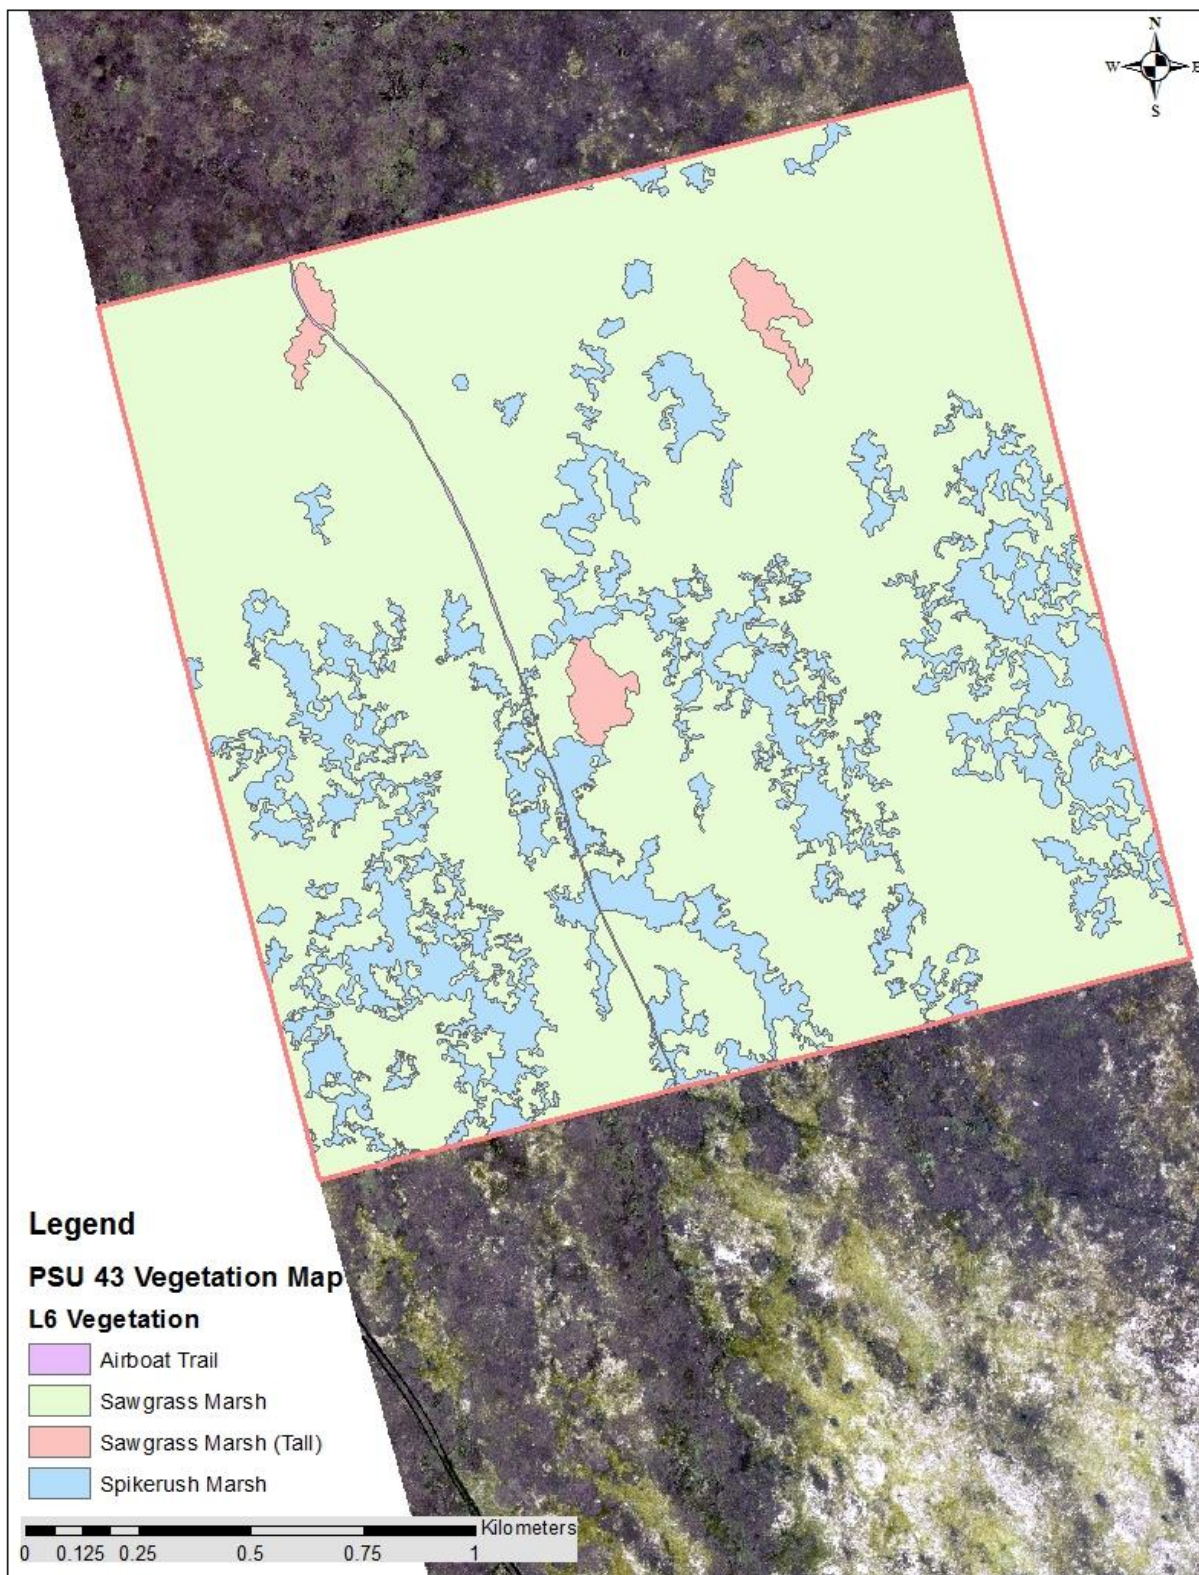 N
W E
S
Legend
PSU 43 Vegetation Map
L6 Vegetation
Airboat Trail
Sawgrass Marsh
Sawgrass Marsh (Tall)
Spikerush Marsh
Kilometers
0 0.125 0.25 0.5 0.75 1